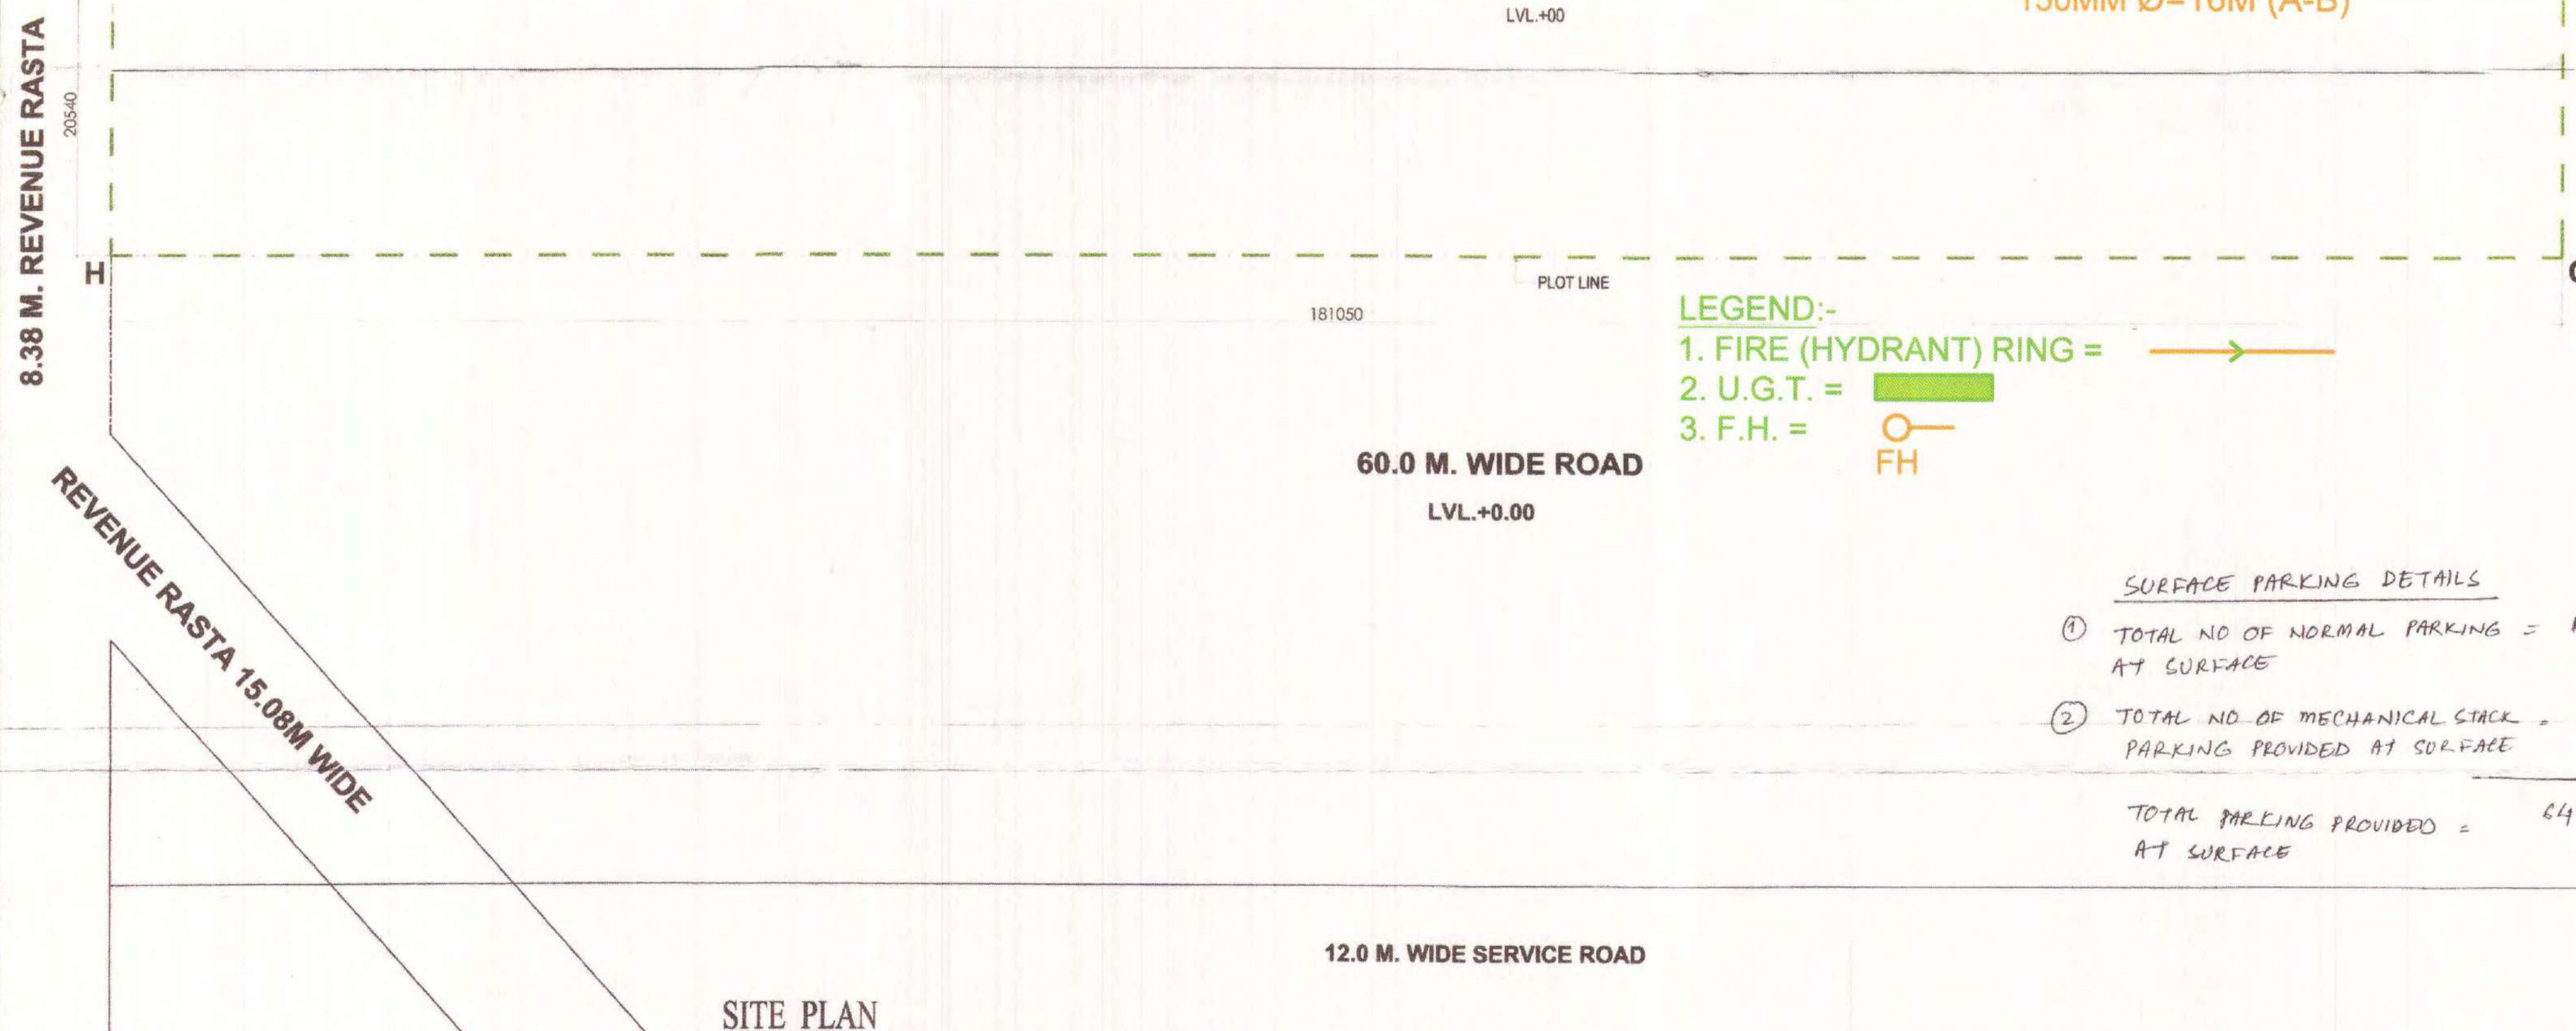 LVL.+00
150MM Ø=16M (A-B)
8.38 M. REVENUE RASTA
20540
H
PLOT LINE
181050
LEGEND:-
1. FIRE (HYDRANT) RING =
2. U.G.T. =
3. F.H. =
FH
60.0 M. WIDE ROAD
LVL.+0.00
REVENUE RASTA 15.08M WIDE
SURFACE PARKING DETAILS
1 TOTAL NO OF NORMAL PARKING =
AT SURFACE
2 TOTAL NO OF MECHANICAL STACK =
PARKING PROVIDED AT SURFACE
TOTAL PARKING PROVIDED = 64
AT SURFACE
12.0 M. WIDE SERVICE ROAD
SITE PLAN